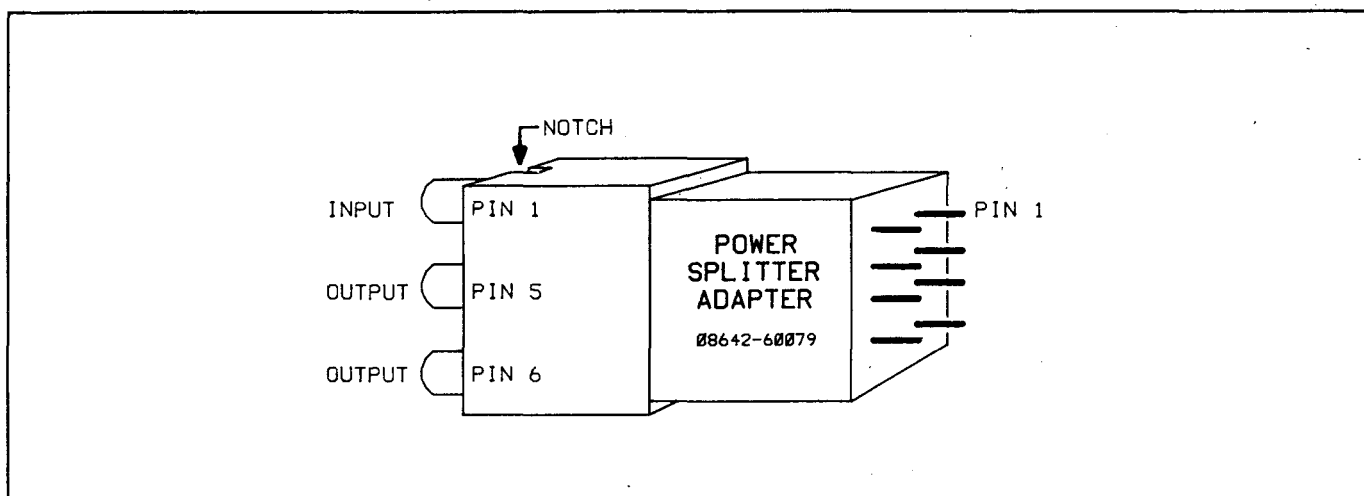 NOTCH
INPUT PIN 1
PIN 1
OUTPUT PIN 5
POWER
SPLITTER
ADAPTER
08642-60079
OUTPUT PIN 6